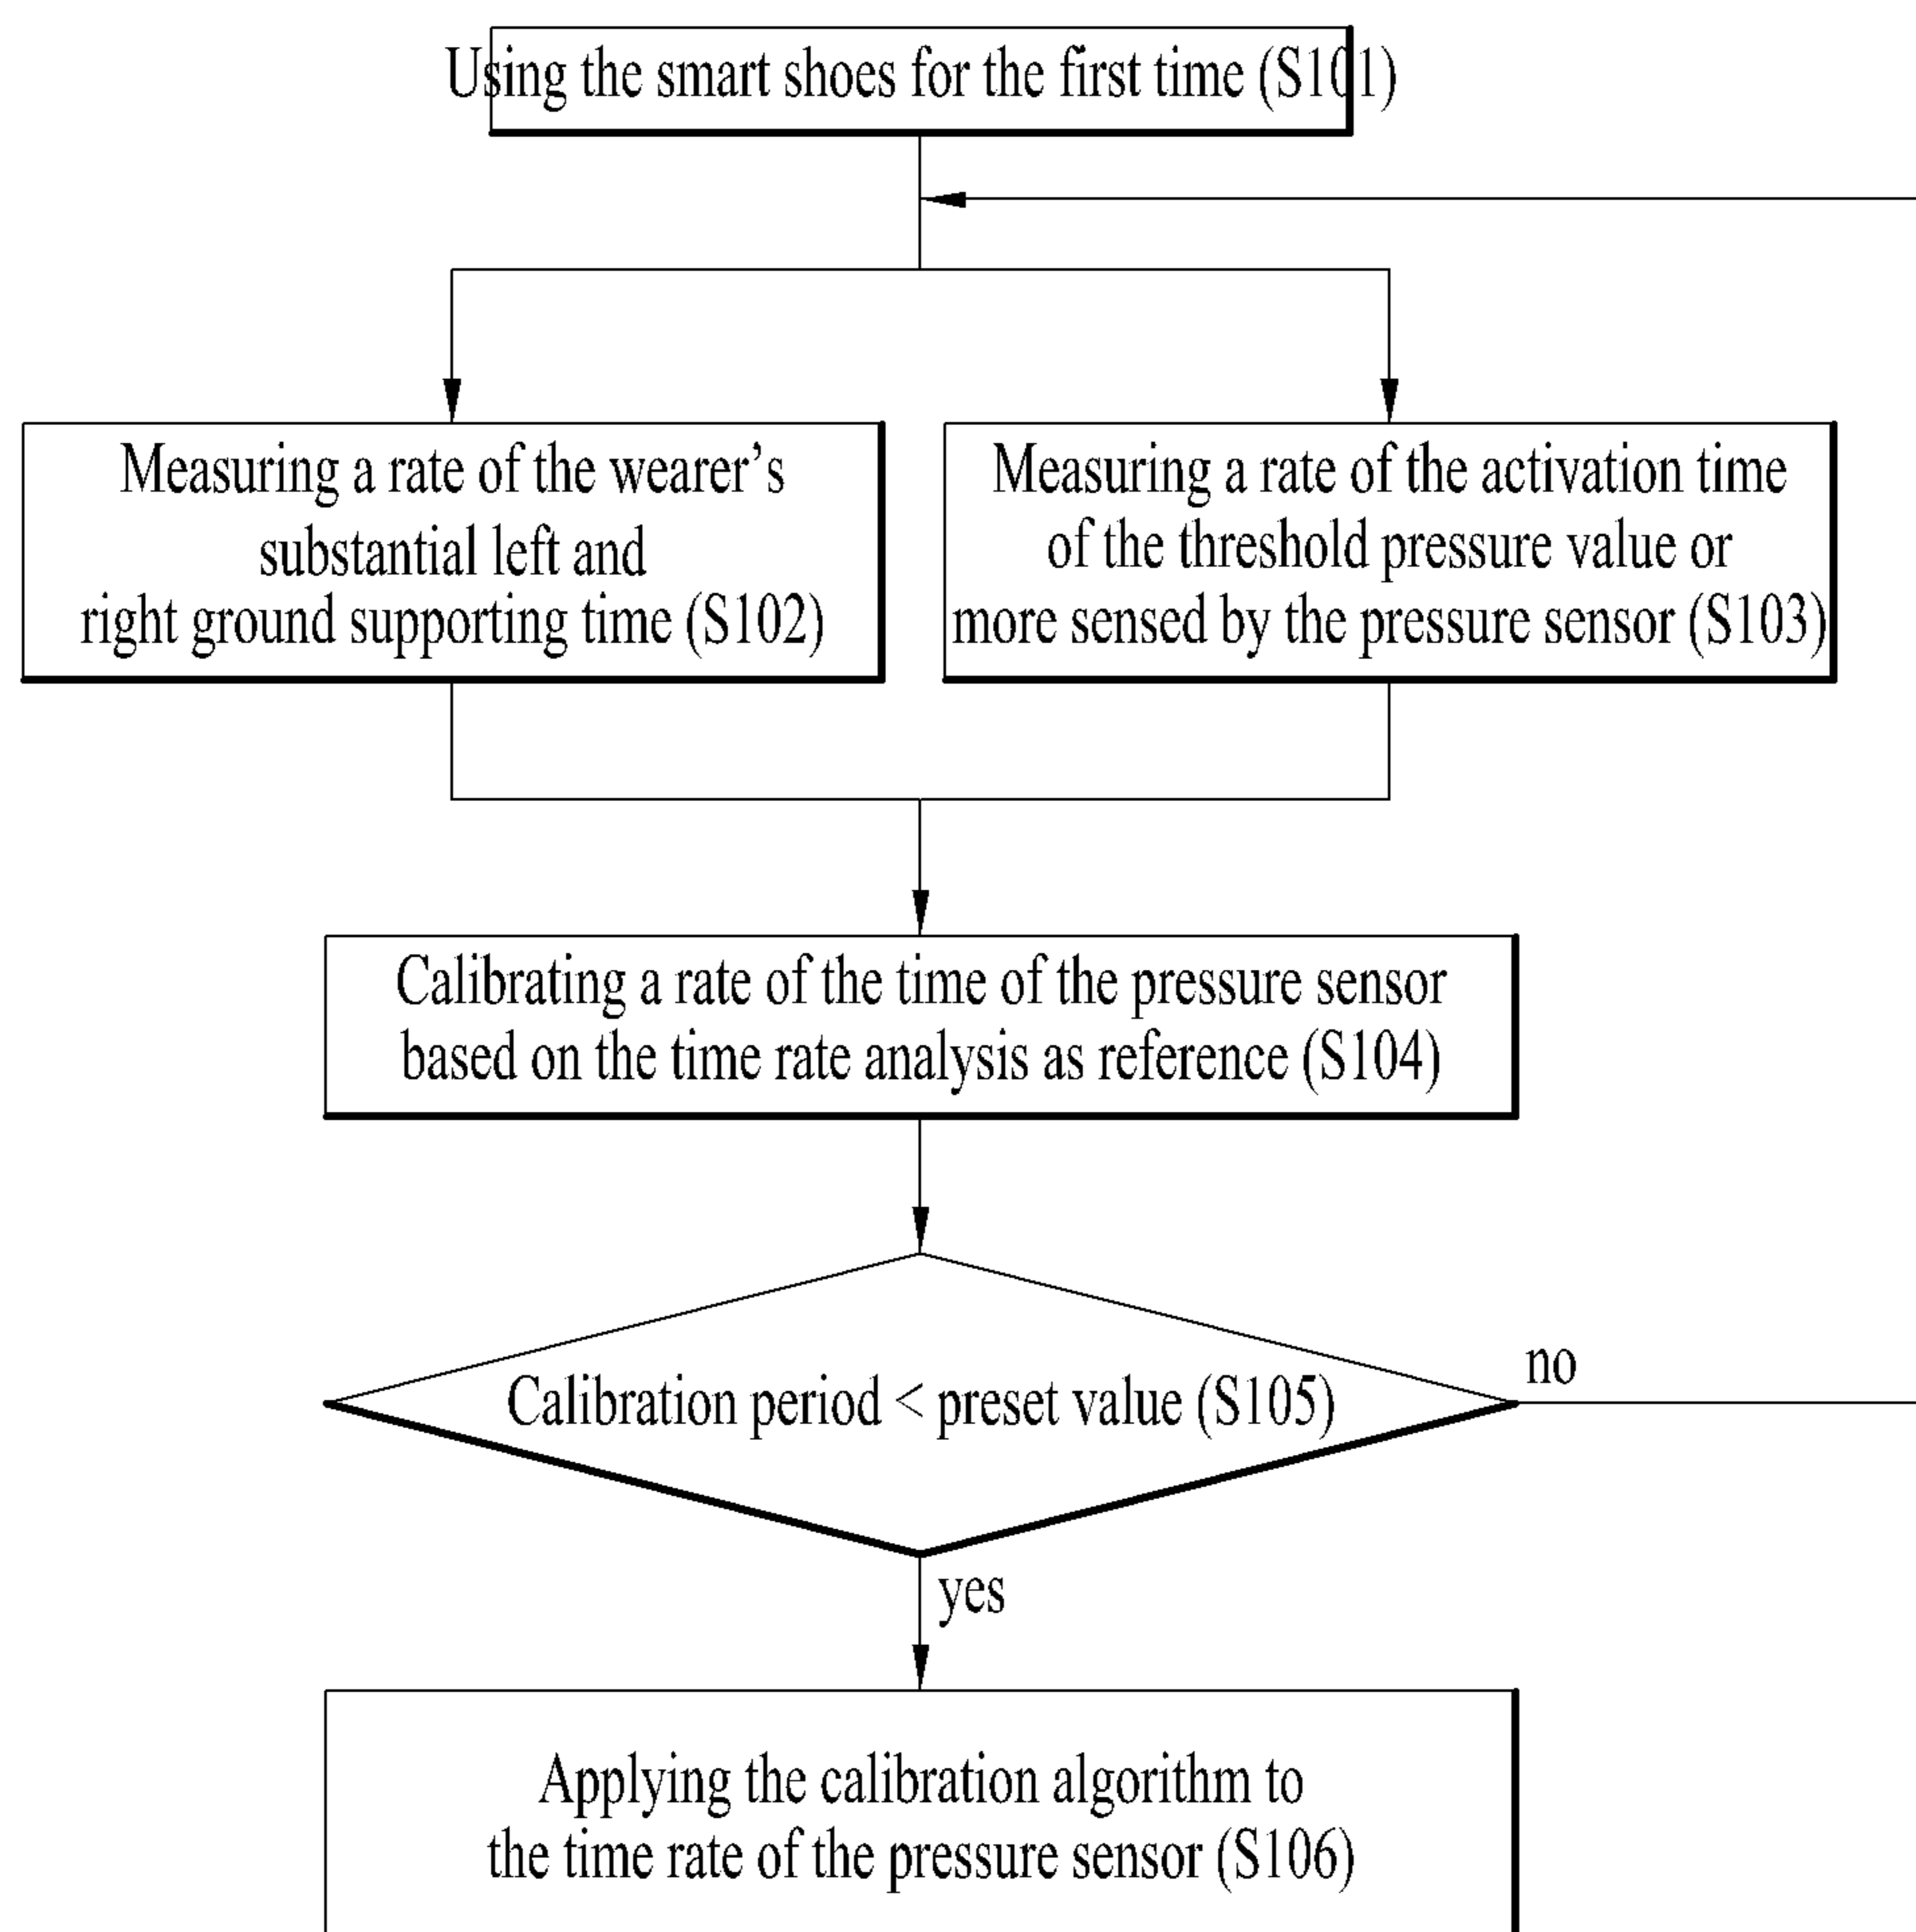 Using the smart shoes for the first time (S101)
Measuring a rate of the wearer’s
substantial left and
right ground supporting time (S102)
Measuring a rate of the activation time
of the threshold pressure value or
more sensed by the pressure sensor (S103)
Calibrating a rate of the time of the pressure sensor
based on the time rate analysis as reference (S104)
Calibration period < preset value (S105)
no
yes
Applying the calibration algorithm to
the time rate of the pressure sensor (S106)